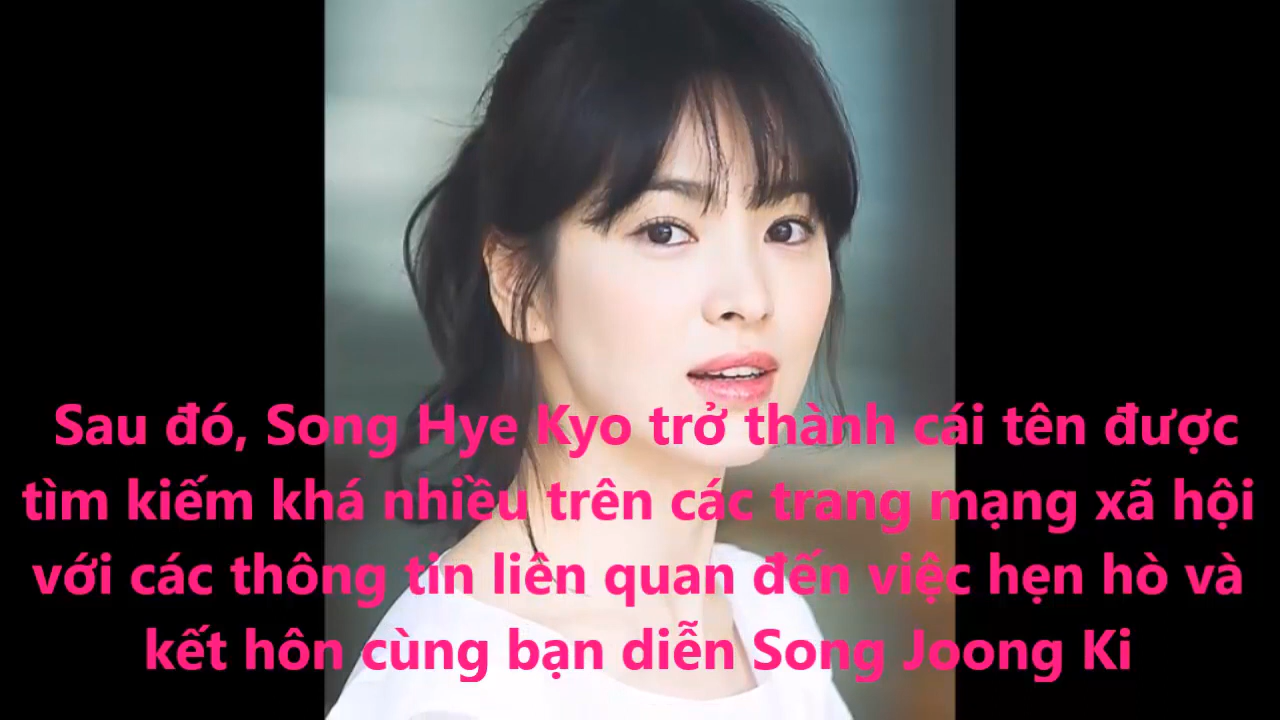 Sau đó, Song Hye Kyo trở thành cái tên được
tìm kiếm khá nhiều trên các trang mạng xã hội
với các thông tin liên quan đến việc hẹn hò và
kết hôn cùng bạn diễn Song Joong Ki